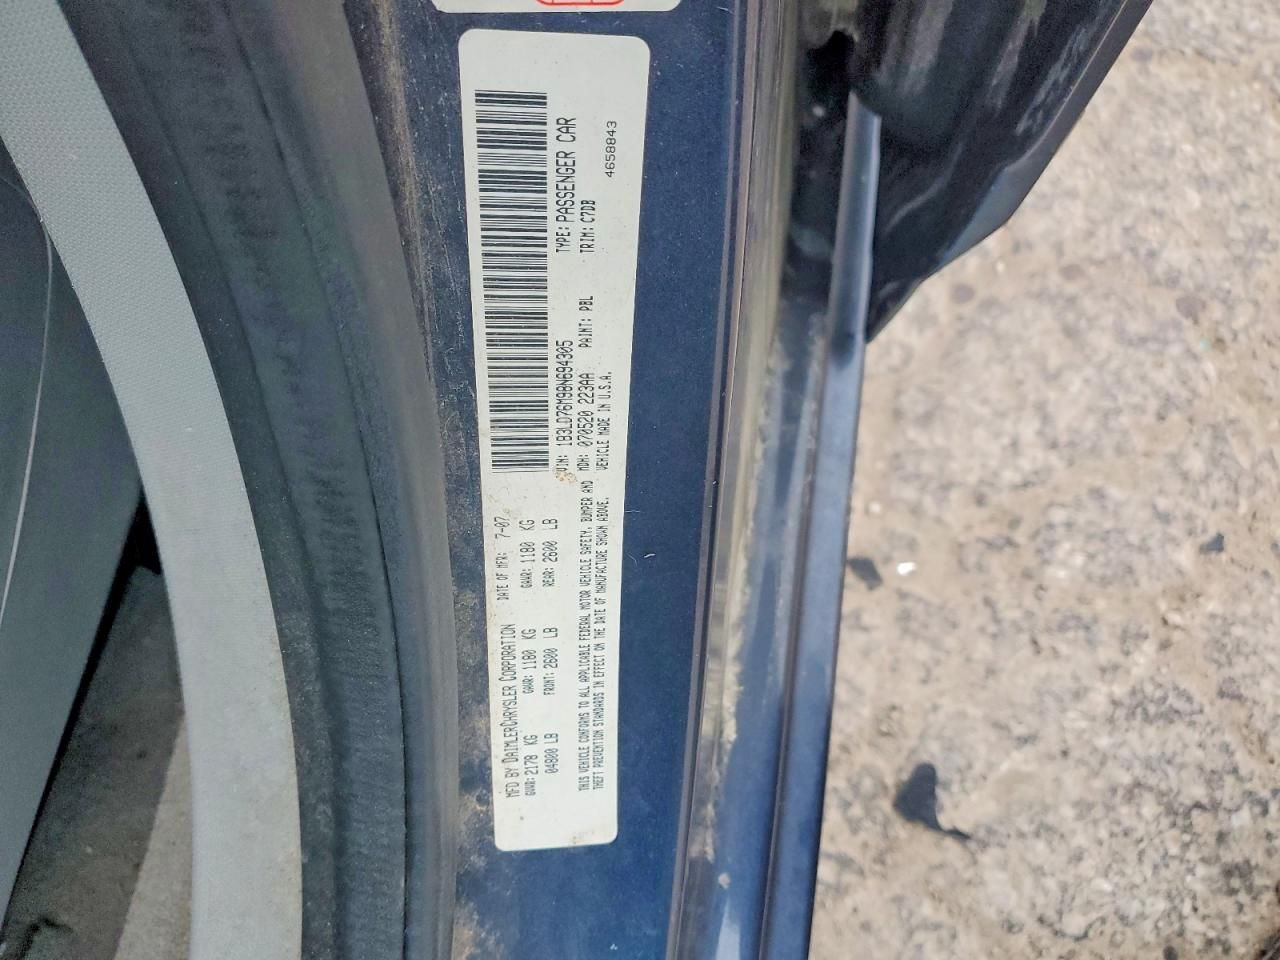 MFD BY DAIMLERCHRYSLER CORPORATION DATE OF MFR: 7-07
GVWR: 2178 KG GAWR: 1180 KG GAWR: 1180 KG
04800 LB FRONT: 2600 LB REAR: 2600 LB
THIS VEHICLE CONFORMS TO ALL APPLICABLE FEDERAL MOTOR VEHICLE SAFETY, BUMPER AND
THEFT PREVENTION STANDARDS IN EFFECT ON THE DATE OF MANUFACTURE SHOWN ABOVE.
VIN: 1B3LD76M98N694305 TYPE: PASSENGER CAR
MDH: 070520 223AA PAINT: PBL TRIM: C7DB
VEHICLE MADE IN U.S.A. 4658843